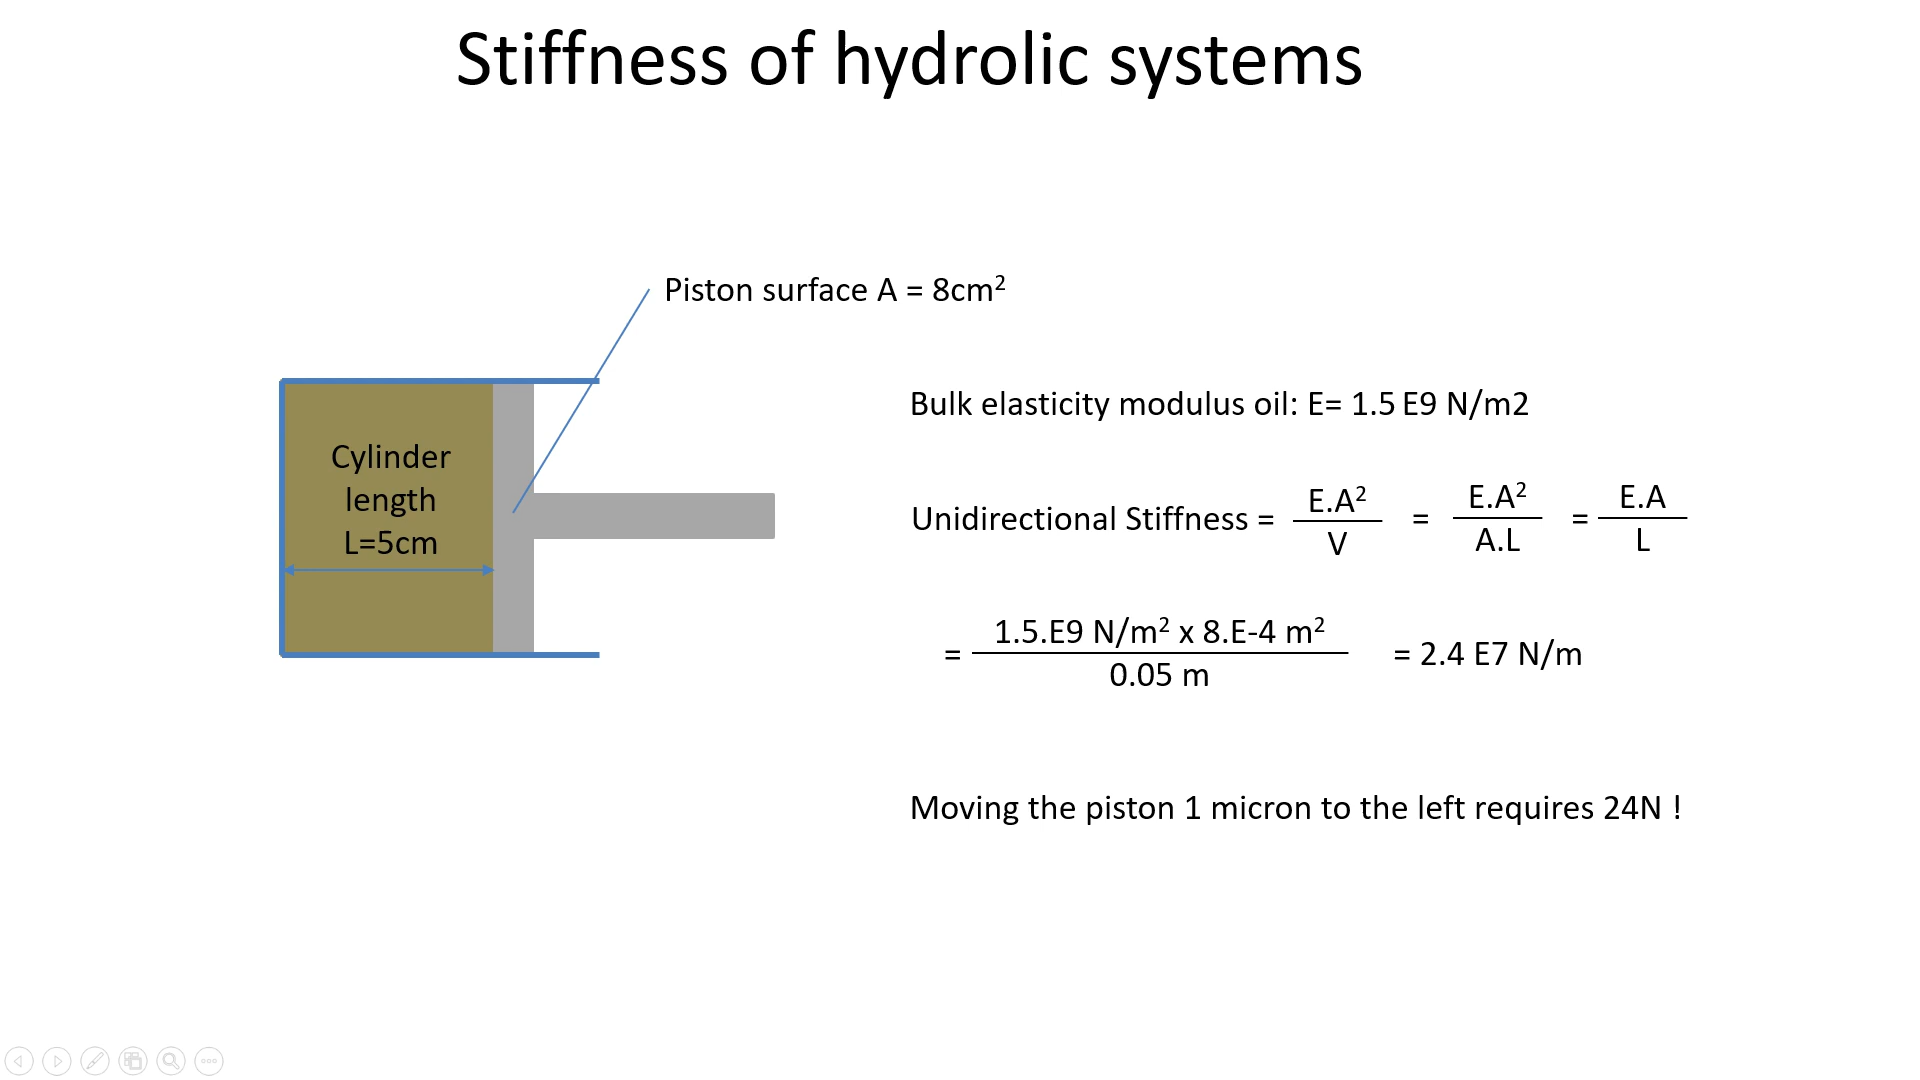 Stiffness of hydrolic systems
Piston surface A = 8cm²
Cylinder
length
L=5cm
Bulk elasticity modulus oil: E= 1.5 E9 N/m2
Unidirectional Stiffness = E.A² / V = E.A² / A.L = E.A / L
= 1.5.E9 N/m² x 8.E-4 m² / 0.05 m = 2.4 E7 N/m
Moving the piston 1 micron to the left requires 24N !